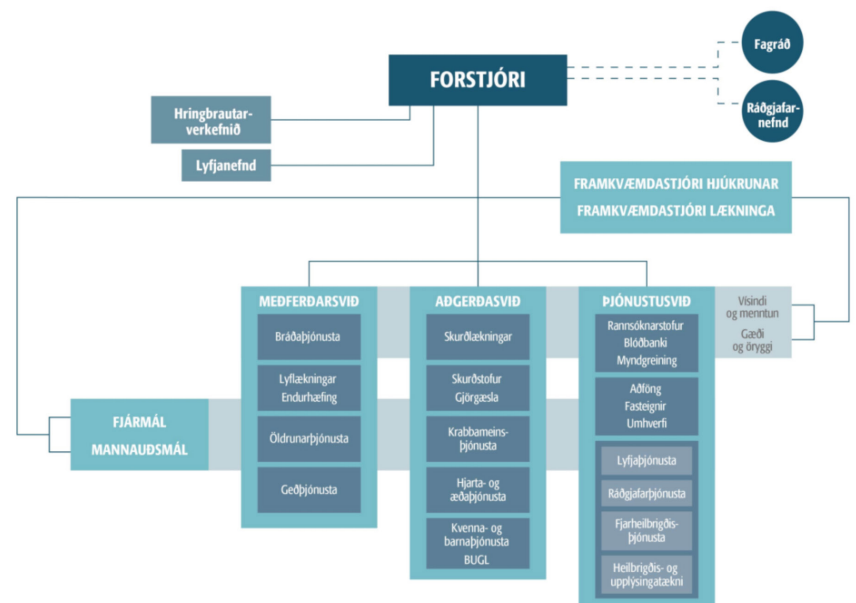 FORSTJÓRI
Fagráð
Ráðgjafar-
nefnd
Hringbrautar-
verkefnið
Lyfjanefnd
FRAMKVÆMDASTJÓRI HJÚKRUNAR
FRAMKVÆMDASTJÓRI LÆKNINGA
MEÐFERÐARSVIÐ
Bráðaþjónusta
Lyflækningar
Endurhæfing
Öldrunarþjónusta
Geðþjónusta
AÐGERÐASVIÐ
Skurðlækningar
Skurðstofur
Gjörgæsla
Krabbameins-
þjónusta
Hjarta- og
æðaþjónusta
Kvenna- og
barnaþjónusta
BUGL
ÞJÓNUSTUSVIÐ
Rannsóknarstofur
Blóðbanki
Myndgreining
Aðföng
Fasteignir
Umhverfi
Lyfjaþjónusta
Ráðgjafarþjónusta
Fjarheilbrigðis-
þjónusta
Heilbrigðis- og
upplýsingatækni
Vísindi
og menntun
Gæði
og öryggi
FJÁRMÁL
MANNAUÐSMÁL